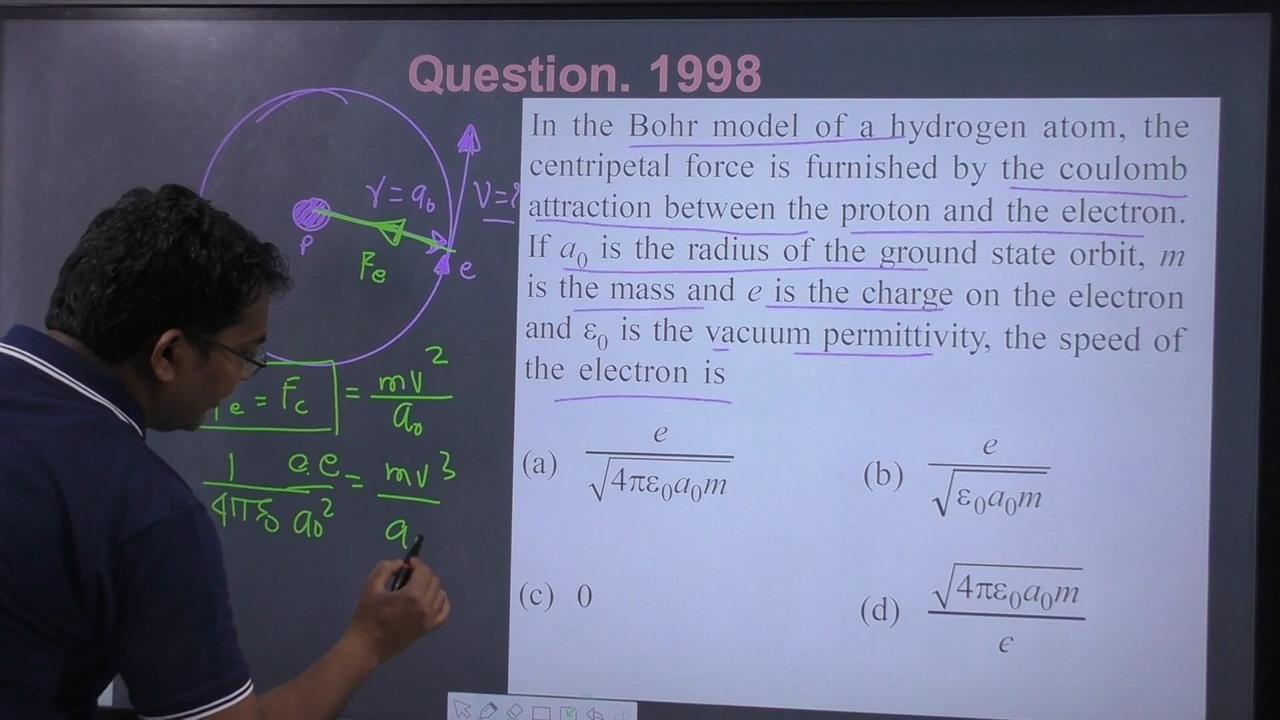 Question. 1998
In the Bohr model of a hydrogen atom, the
centripetal force is furnished by the coulomb
attraction between the proton and the electron.
If a₀ is the radius of the ground state orbit, m
is the mass and e is the charge on the electron
and ε₀ is the vacuum permittivity, the speed of
the electron is
(a) e / √4πε₀a₀m
(b) e / √ε₀a₀m
(c) 0
(d) √4πε₀a₀m / ϵ
r = a₀
V = ?
P
Fe
e
e = Fc = mv² / a₀
1 / 4πε₀ e.e / a₀² = mv³ / a